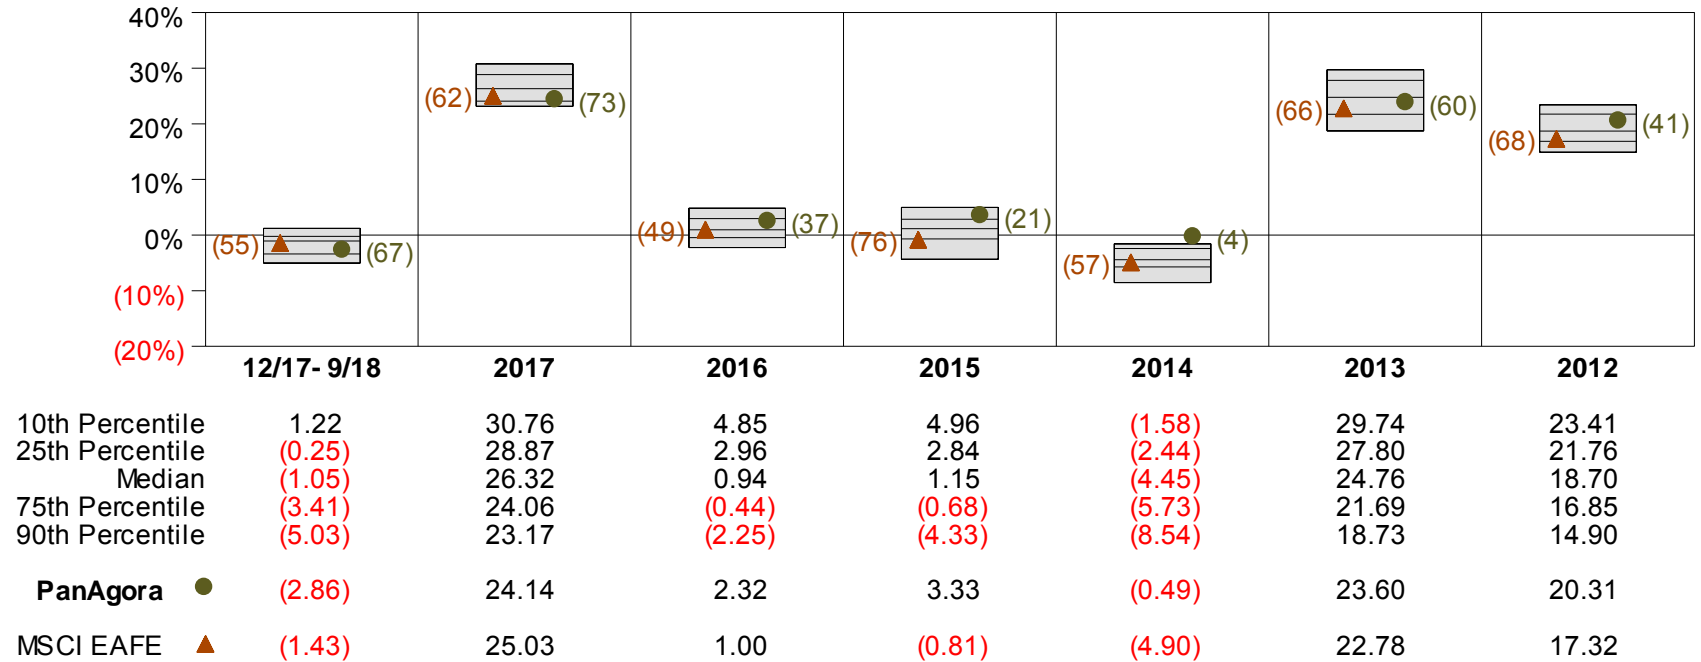 40%
30%
20%
10%
0%
(10%)
(20%)
(55) (67)
(62) (73)
(49) (37)
(76) (21)
(57) (4)
(66) (60)
(68) (41)
12/17- 9/18 2017 2016 2015 2014 2013 2012
10th Percentile 1.22 30.76 4.85 4.96 (1.58) 29.74 23.41
25th Percentile (0.25) 28.87 2.96 2.84 (2.44) 27.80 21.76
Median (1.05) 26.32 0.94 1.15 (4.45) 24.76 18.70
75th Percentile (3.41) 24.06 (0.44) (0.68) (5.73) 21.69 16.85
90th Percentile (5.03) 23.17 (2.25) (4.33) (8.54) 18.73 14.90
PanAgora (2.86) 24.14 2.32 3.33 (0.49) 23.60 20.31
MSCI EAFE (1.43) 25.03 1.00 (0.81) (4.90) 22.78 17.32